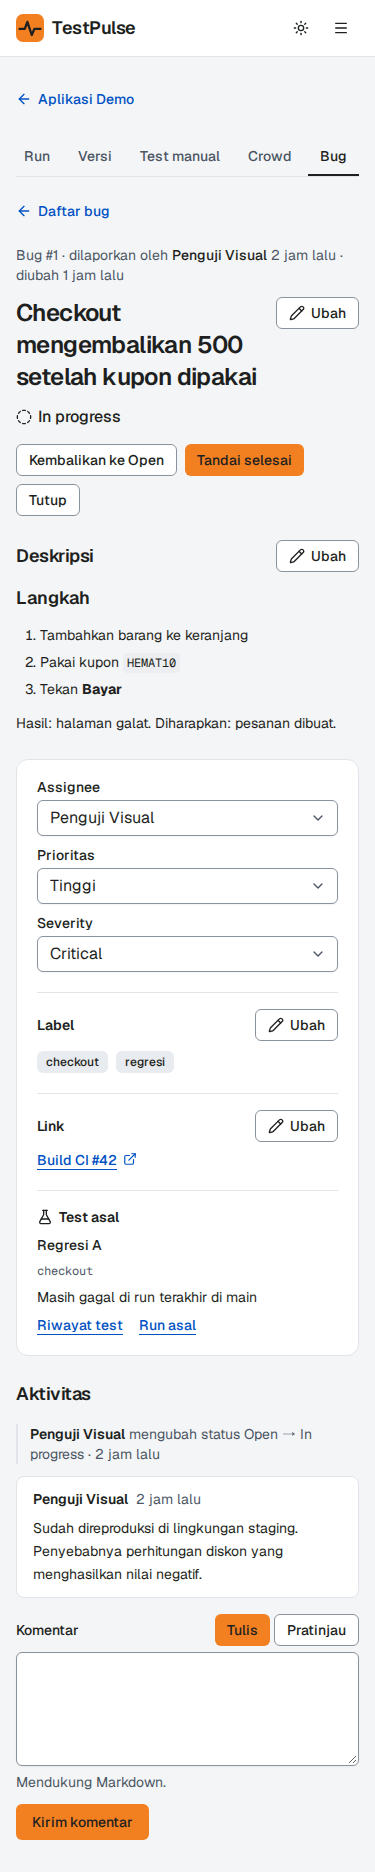 TestPulse
Aplikasi Demo
Run Versi Test manual Crowd Bug
Daftar bug
Bug #1 · dilaporkan oleh Penguji Visual 2 jam lalu ·
diubah 1 jam lalu
Checkout
mengembalikan 500
setelah kupon dipakai
Ubah
In progress
Kembalikan ke Open Tandai selesai
Tutup
Deskripsi Ubah
Langkah
1. Tambahkan barang ke keranjang
2. Pakai kupon HEMAT10
3. Tekan Bayar
Hasil: halaman galat. Diharapkan: pesanan dibuat.
Assignee
Penguji Visual
Prioritas
Tinggi
Severity
Critical
Label Ubah
checkout regresi
Link Ubah
Build CI #42
Test asal
Regresi A
checkout
Masih gagal di run terakhir di main
Riwayat test Run asal
Aktivitas
Penguji Visual mengubah status Open → In
progress · 2 jam lalu
Penguji Visual 2 jam lalu
Sudah direproduksi di lingkungan staging.
Penyebabnya perhitungan diskon yang
menghasilkan nilai negatif.
Komentar Tulis Pratinjau
Mendukung Markdown.
Kirim komentar